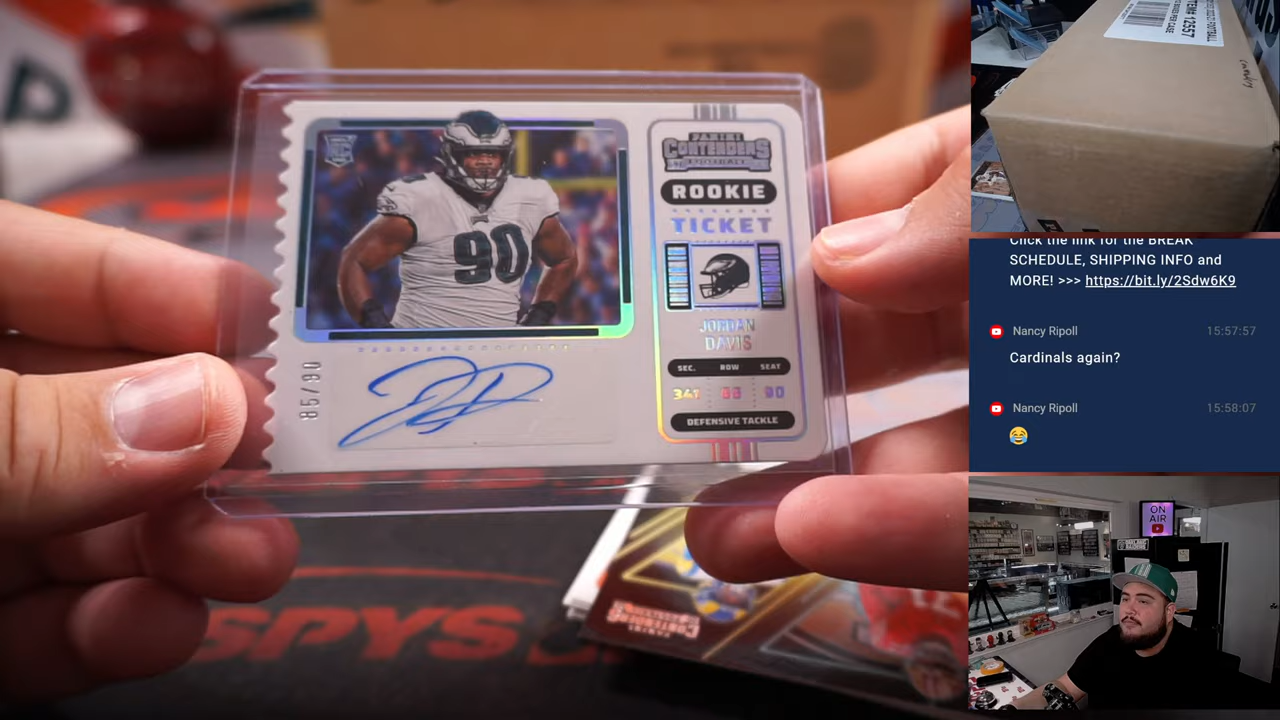 PANINI
CONTENDERS
FOOTBALL
ROOKIE
TICKET
90
JORDAN
DAVIS
SEC. ROW SEAT
90
DEFENSIVE TACKLE
85/90
SPYS
Click the link for the BREAK
SCHEDULE, SHIPPING INFO and
MORE! >>> https://bit.ly/2Sdw6K9
Nancy Ripoll 15:57:57
Cardinals again?
Nancy Ripoll 15:58:07
😂
ON
AIR